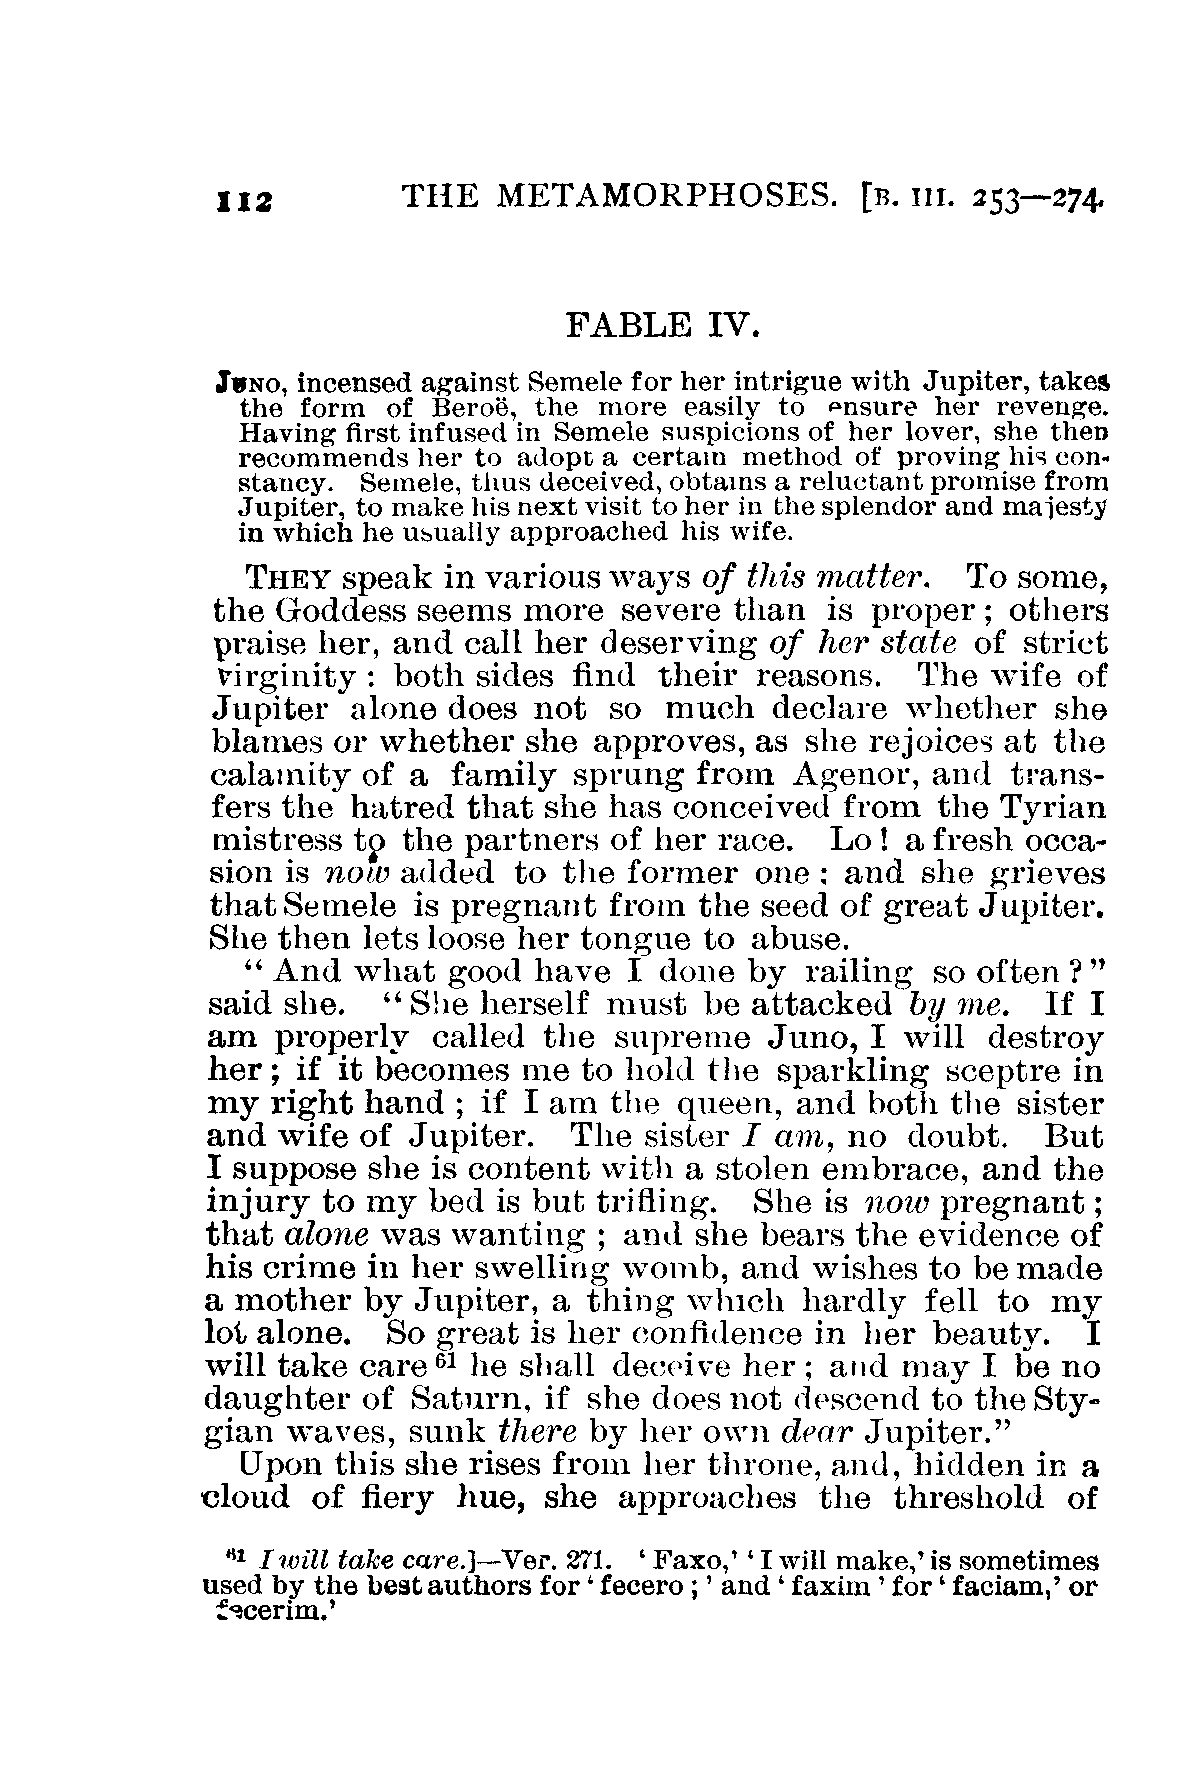 112 THE METAMORPHOSES. [B. III. 253—274.
FABLE IV.
JUNO, incensed against Semele for her intrigue with Jupiter, takes
the form of Beroë, the more easily to ensure her revenge.
Having first infused in Semele suspicions of her lover, she then
recommends her to adopt a certain method of proving his con-
stancy. Semele, thus deceived, obtains a reluctant promise from
Jupiter, to make his next visit to her in the splendor and majesty
in which he usually approached his wife.
THEY speak in various ways of this matter. To some,
the Goddess seems more severe than is proper; others
praise her, and call her deserving of her state of strict
virginity: both sides find their reasons. The wife of
Jupiter alone does not so much declare whether she
blames or whether she approves, as she rejoices at the
calamity of a family sprung from Agenor, and trans-
fers the hatred that she has conceived from the Tyrian
mistress to the partners of her race. Lo! a fresh occa-
sion is now added to the former one: and she grieves
that Semele is pregnant from the seed of great Jupiter.
She then lets loose her tongue to abuse.
"And what good have I done by railing so often?"
said she. "She herself must be attacked by me. If I
am properly called the supreme Juno, I will destroy
her; if it becomes me to hold the sparkling sceptre in
my right hand; if I am the queen, and both the sister
and wife of Jupiter. The sister I am, no doubt. But
I suppose she is content with a stolen embrace, and the
injury to my bed is but trifling. She is now pregnant;
that alone was wanting; and she bears the evidence of
his crime in her swelling womb, and wishes to be made
a mother by Jupiter, a thing which hardly fell to my
lot alone. So great is her confidence in her beauty. I
will take care 61 he shall deceive her; and may I be no
daughter of Saturn, if she does not descend to the Sty-
gian waves, sunk there by her own dear Jupiter."
Upon this she rises from her throne, and, hidden in a
cloud of fiery hue, she approaches the threshold of
61 I will take care.]—Ver. 271. 'Faxo,' 'I will make,' is sometimes
used by the best authors for 'fecero;' and 'faxim' for 'faciam,' or
fecerim.'